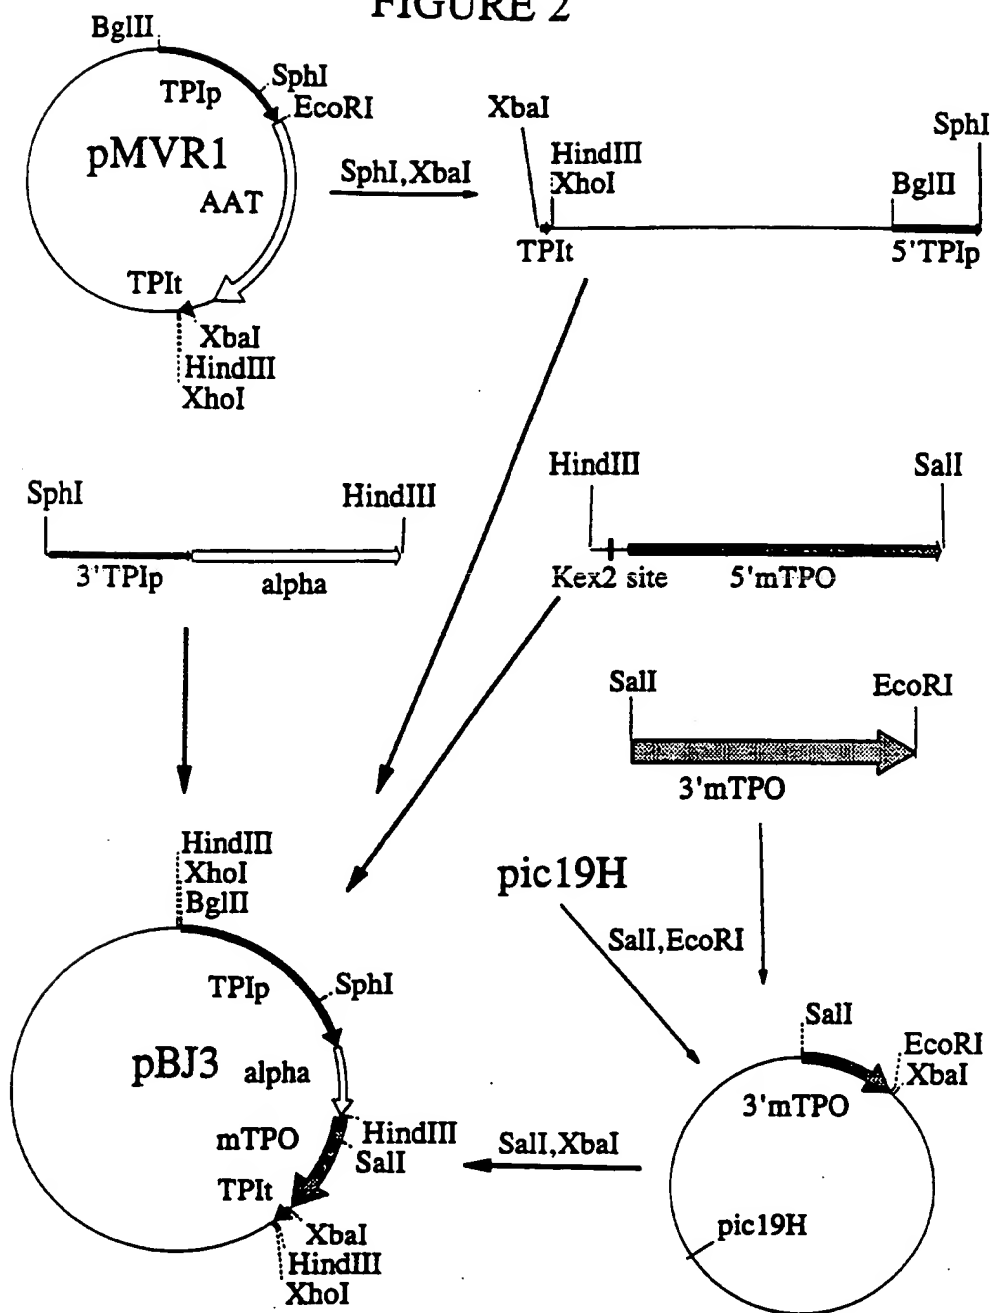 FIGURE 2
BglII
TPIp
SphI
EcoRI
pMVR1
AAT
TPIt
XbaI
HindIII
XhoI
SphI,XbaI
XbaI
HindIII
XhoI
TPIt
BglII
SphI
5'TPIp
SphI
HindIII
3'TPIp
alpha
HindIII
SalI
Kex2 site
5'mTPO
SalI
EcoRI
3'mTPO
pic19H
SalI,EcoRI
HindIII
XhoI
BglII
TPIp
SphI
pBJ3
alpha
mTPO
HindIII
SalI
TPIt
XbaI
HindIII
XhoI
SalI,XbaI
SalI
EcoRI
XbaI
3'mTPO
pic19H